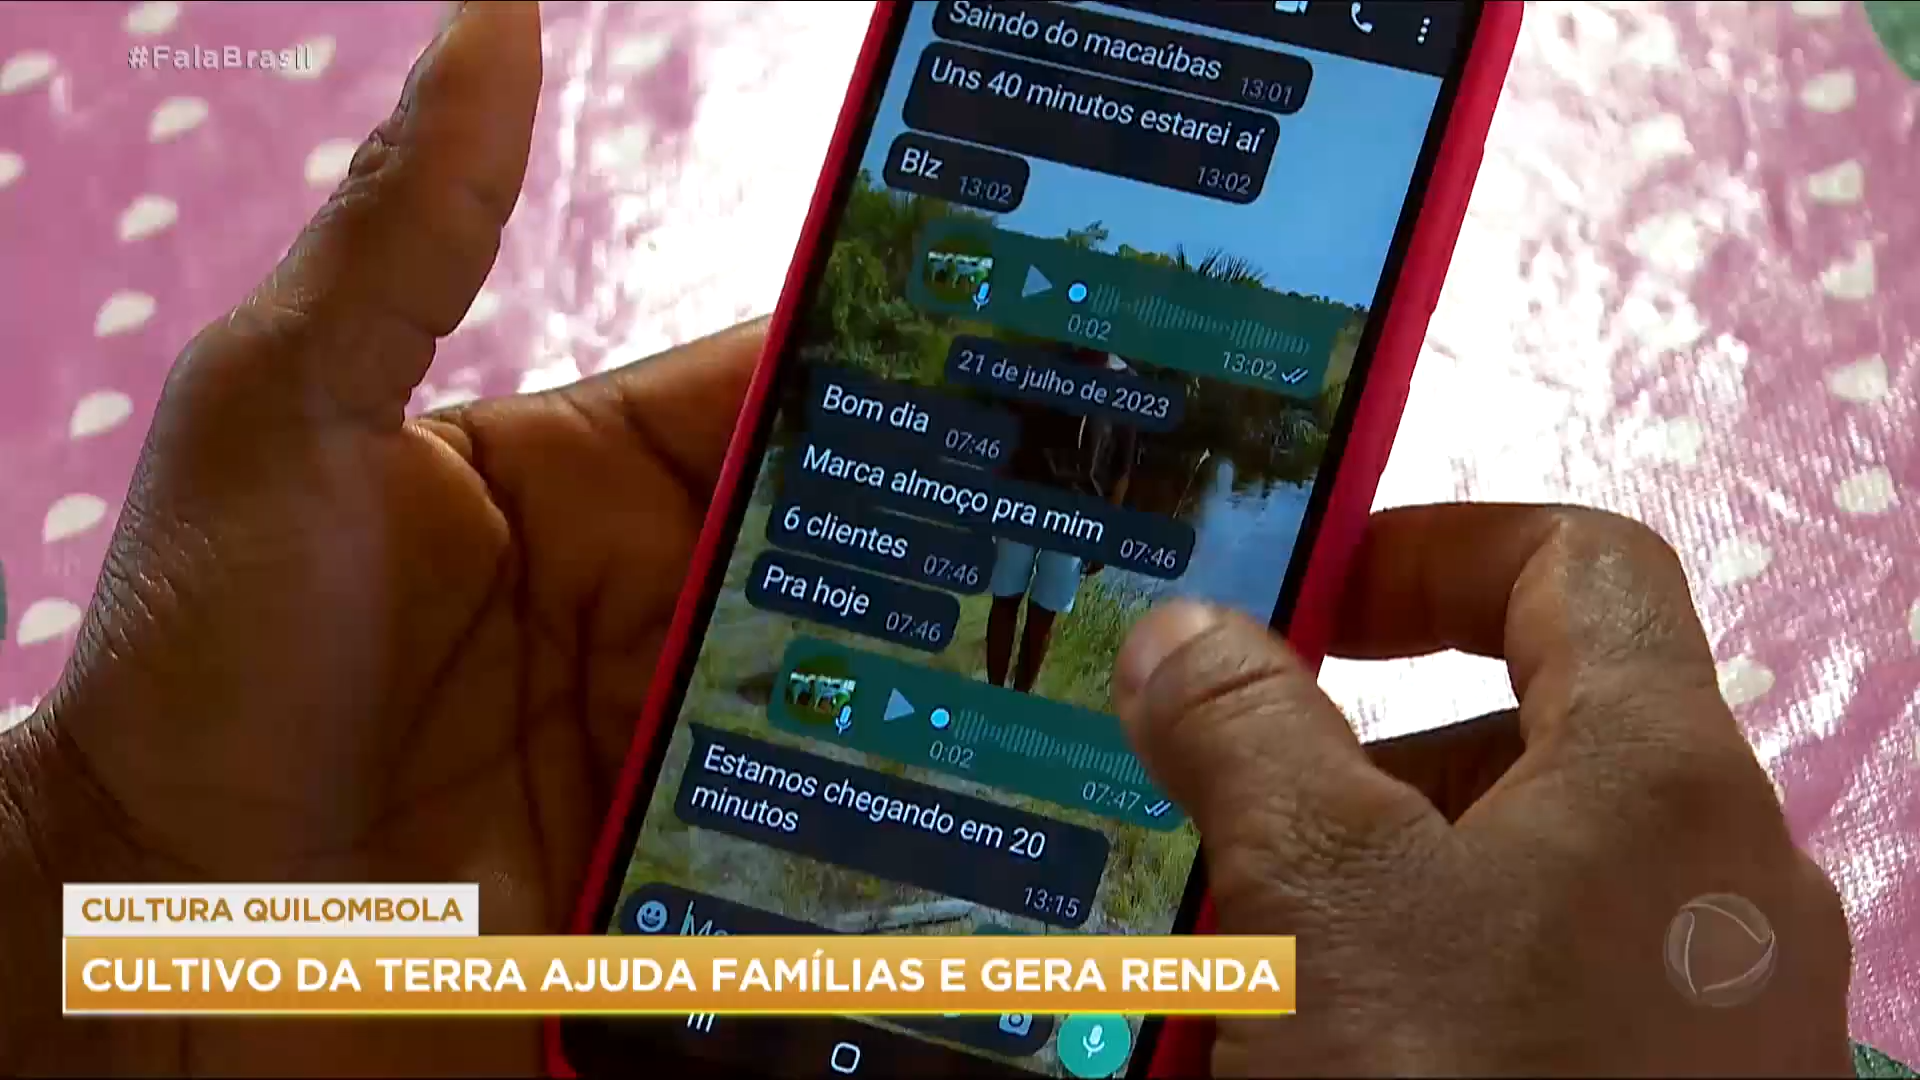 #FalaBrasil
Saindo do macaúbas 13:01
Uns 40 minutos estarei aí
13:02
Blz 13:02
0:02
13:02
21 de julho de 2023
Bom dia 07:46
Marca almoço pra mim 07:46
6 clientes 07:46
Pra hoje 07:46
0:02
07:47
Estamos chegando em 20
minutos
13:15
CULTURA QUILOMBOLA
CULTIVO DA TERRA AJUDA FAMÍLIAS E GERA RENDA